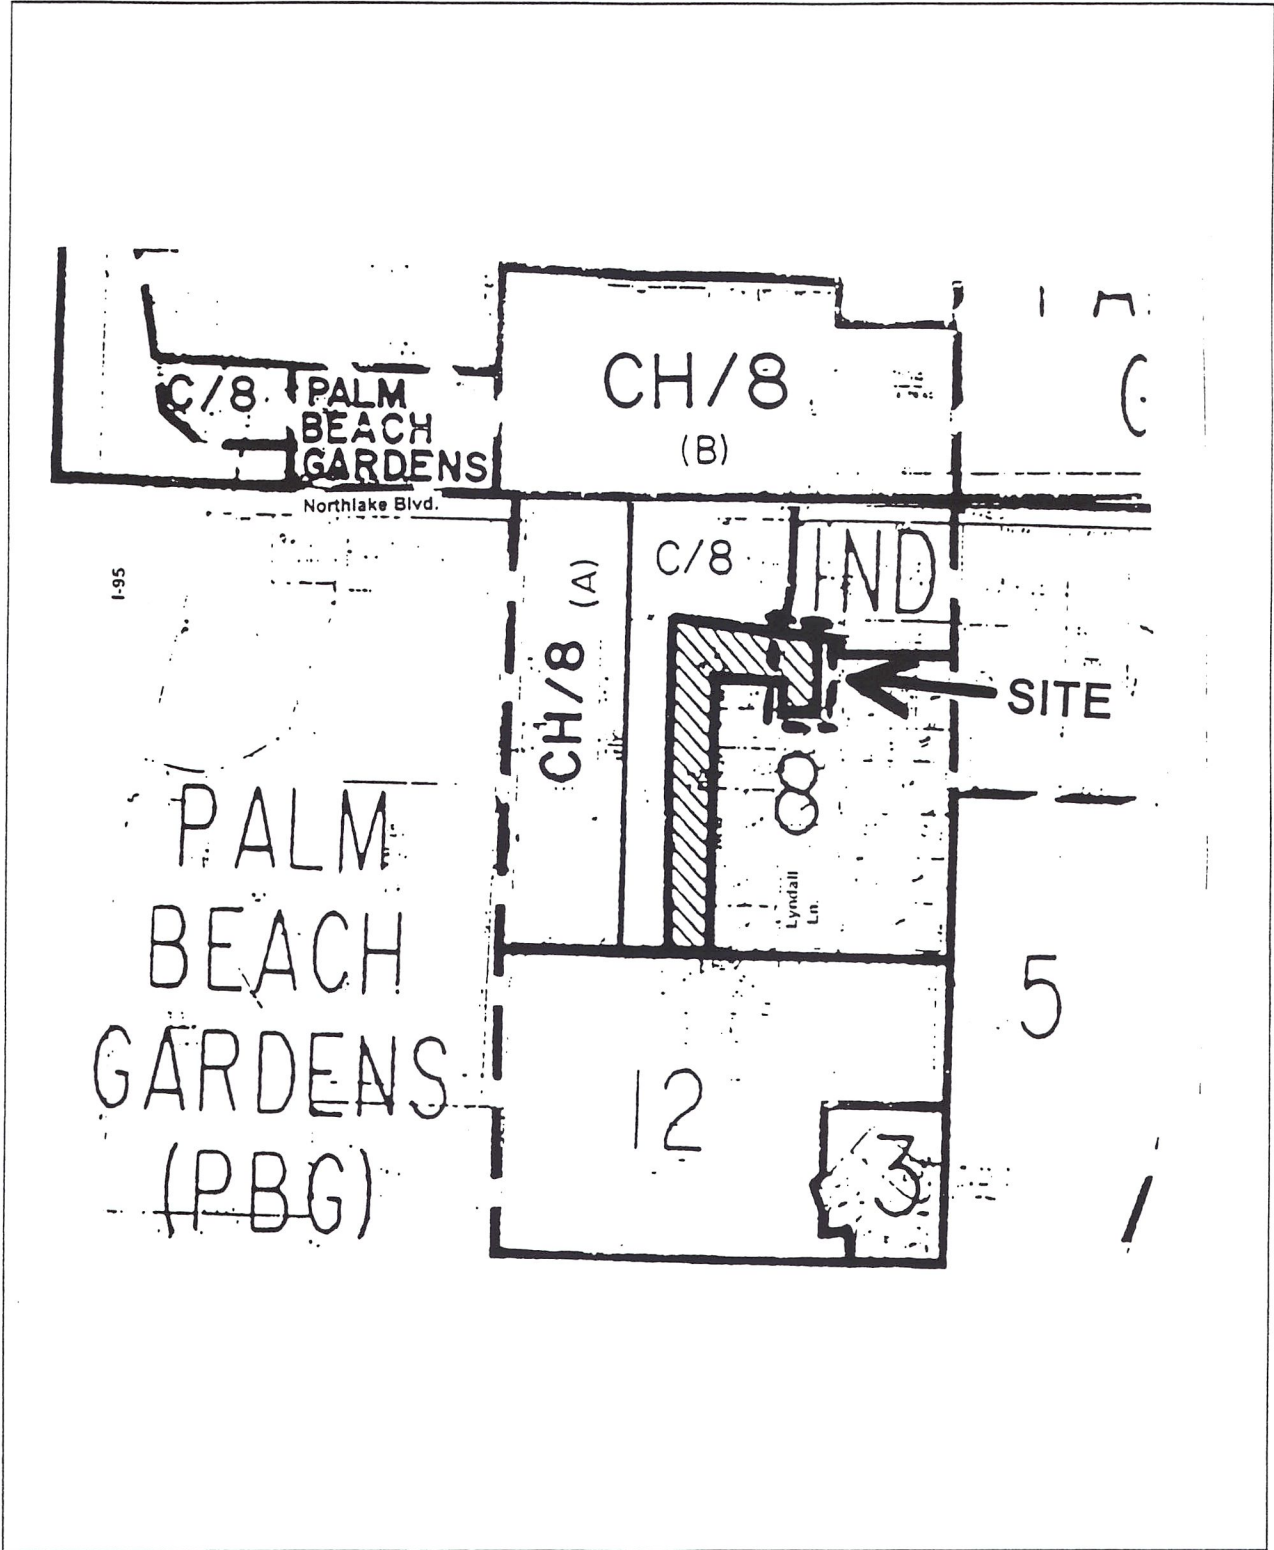 C/8
PALM
BEACH
GARDENS
CH/8
(B)
Northlake Blvd.
I-95
CH/8 (A)
C/8
IND
SITE
8
Lyndall
Ln.
PALM
BEACH
GARDENS
(PBG)
5
12
3